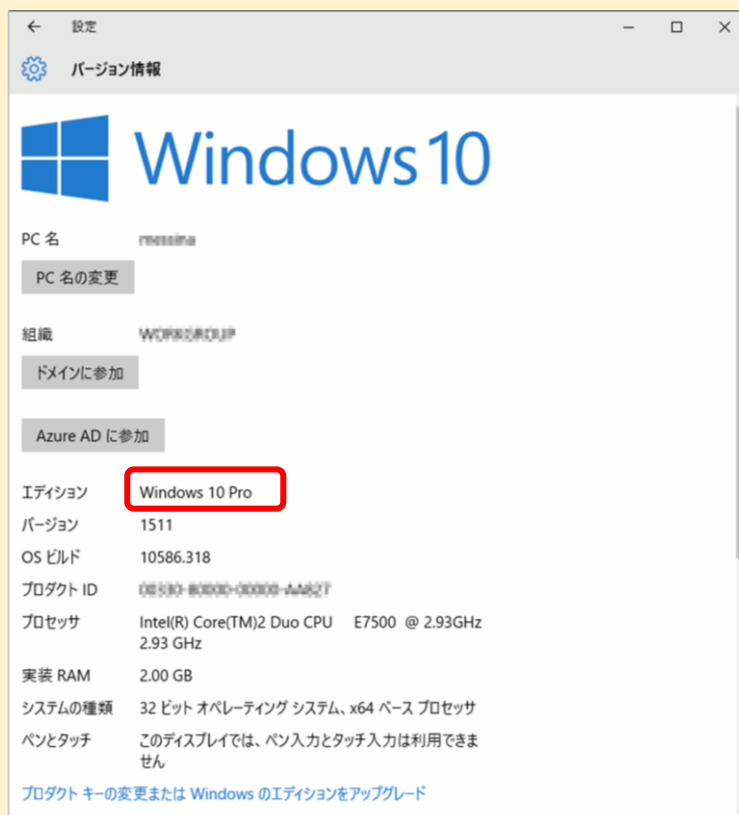 設定
バージョン情報
Windows 10
PC 名
PC 名の変更
組織
ドメインに参加
Azure AD に参加
エディション Windows 10 Pro
バージョン 1511
OS ビルド 10586.318
プロダクト ID
プロセッサ Intel(R) Core(TM)2 Duo CPU E7500 @ 2.93GHz
2.93 GHz
実装 RAM 2.00 GB
システムの種類 32 ビット オペレーティング システム、x64 ベース プロセッサ
ペンとタッチ このディスプレイでは、ペン入力とタッチ入力は利用できま
せん
プロダクト キーの変更または Windows のエディションをアップグレード